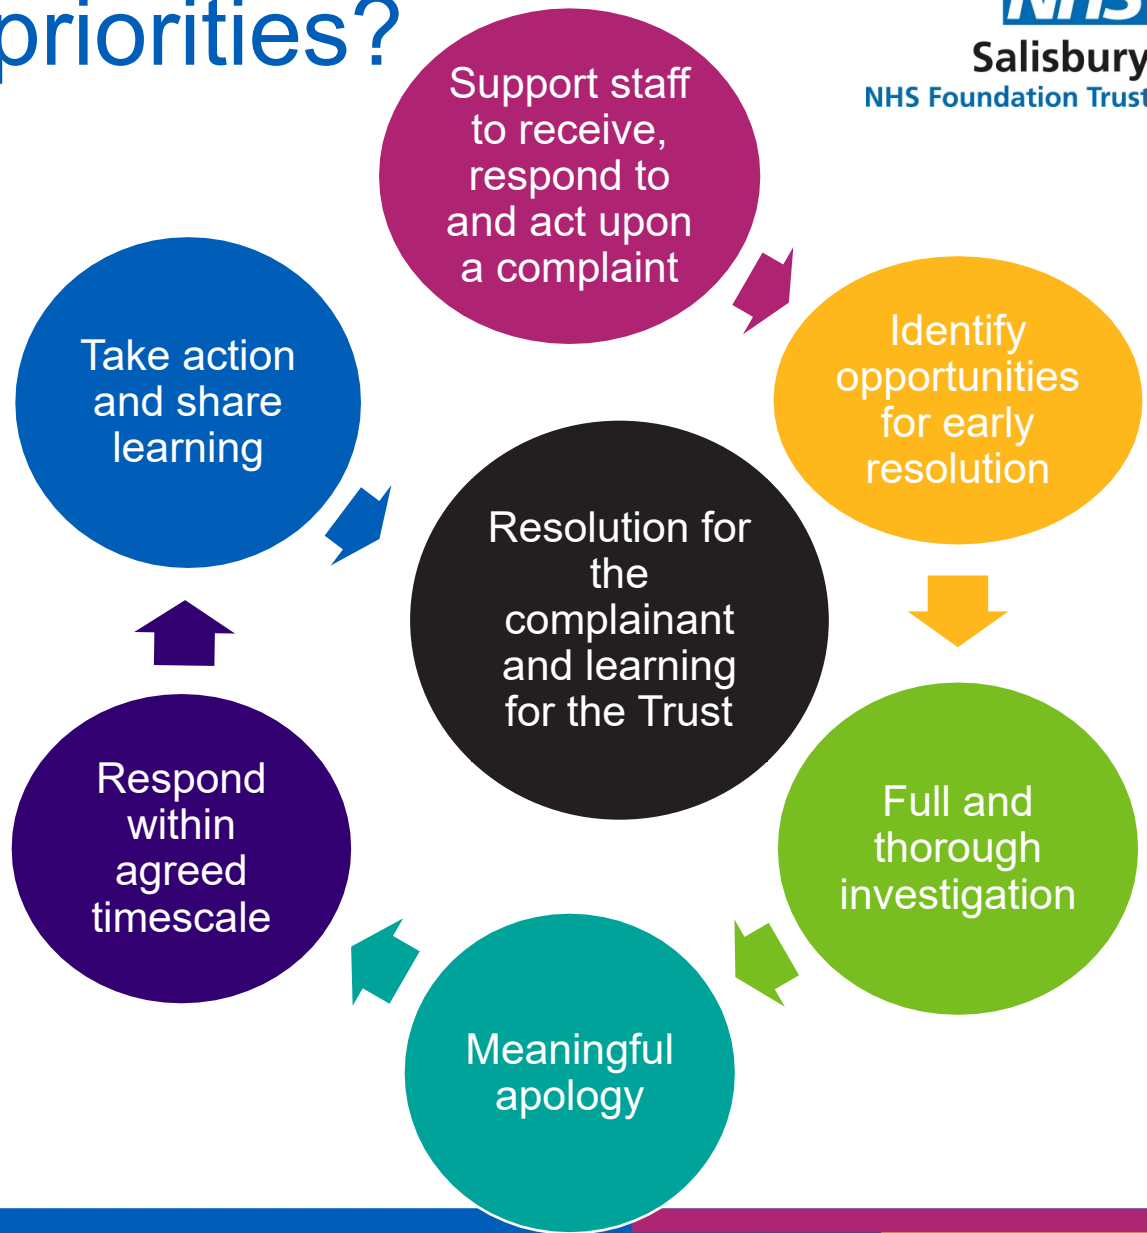 priorities?
NHS
Salisbury
NHS Foundation Trust
Support staff
to receive,
respond to
and act upon
a complaint
Identify
opportunities
for early
resolution
Full and
thorough
investigation
Meaningful
apology
Respond
within
agreed
timescale
Take action
and share
learning
Resolution for
the
complainant
and learning
for the Trust